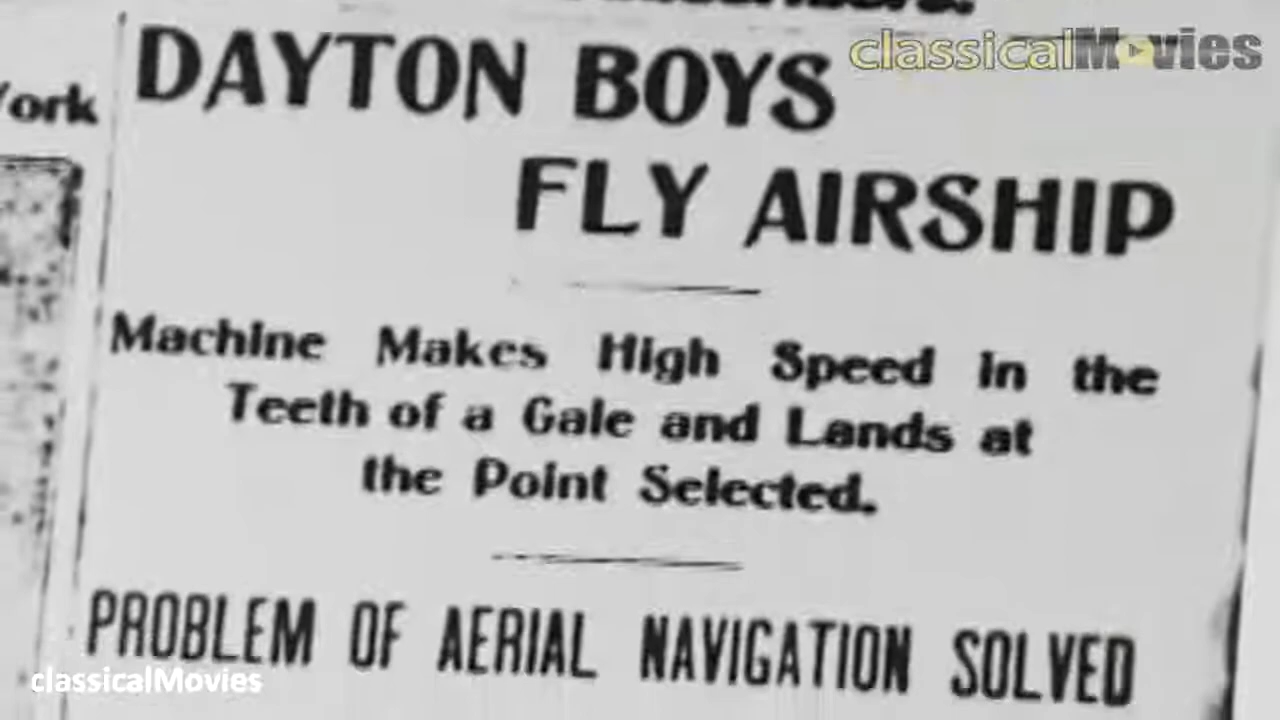 classicalMovies
York
DAYTON BOYS
FLY AIRSHIP
Machine Makes High Speed in the
Teeth of a Gale and Lands at
the Point Selected.
PROBLEM OF AERIAL NAVIGATION SOLVED
classicalMovies